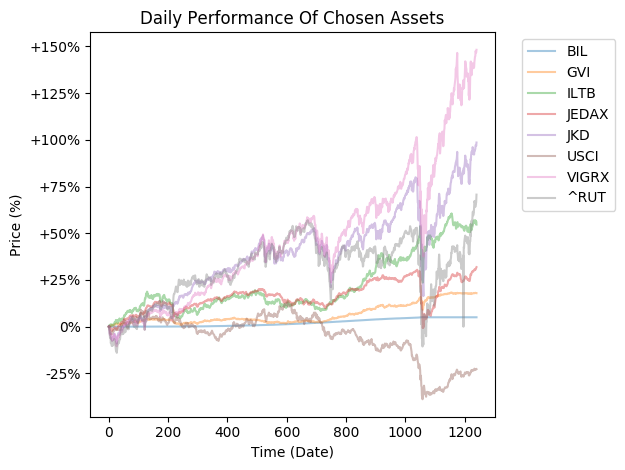 Daily Performance Of Chosen Assets
+150%
+125%
+100%
+75%
+50%
+25%
0%
-25%
Price (%)
0 200 400 600 800 1000 1200
Time (Date)
BIL
GVI
ILTB
JEDAX
JKD
USCI
VIGRX
^RUT